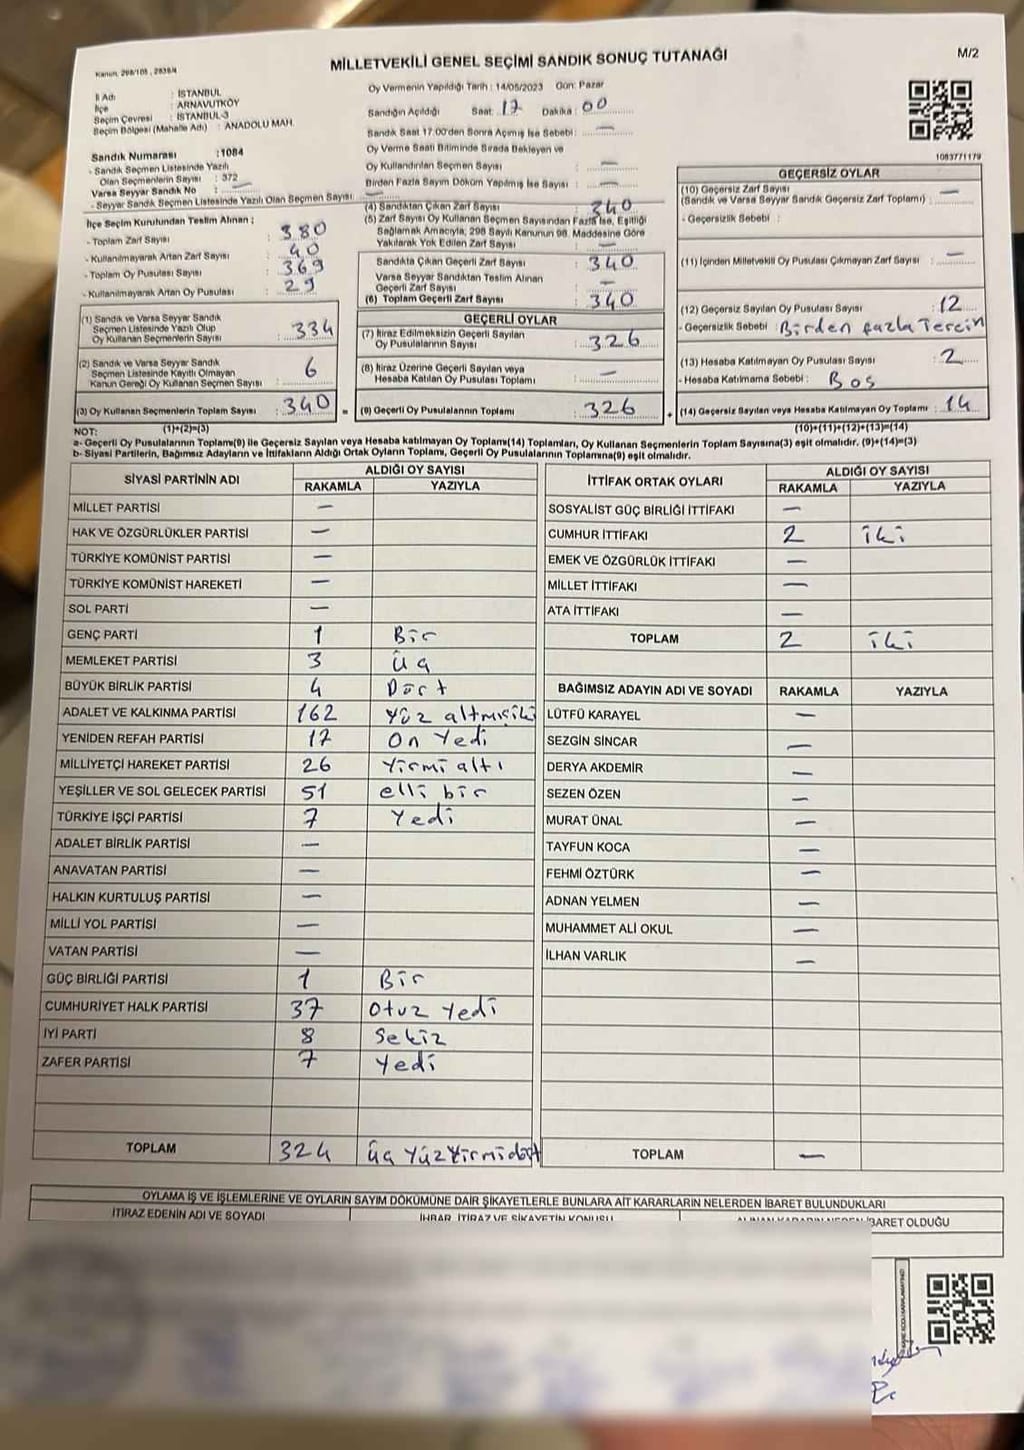 MİLLETVEKİLİ GENEL SEÇİMİ SANDIK SONUÇ TUTANAĞI
M/2
Kanun, 298/105, 2839/4
İl Adı : İSTANBUL
İlçe : ARNAVUTKÖY
Seçim Çevresi : İSTANBUL-3
Seçim Bölgesi (Mahalle Adı) : ANADOLU MAH.
Sandık Numarası :1084
- Sandık Seçmen Listesinde Yazılı
Olan Seçmenlerin Sayısı : 372
Varsa Seyyar Sandık No : —
- Seyyar Sandık Seçmen Listesinde Yazılı Olan Seçmen Sayısı: —
İlçe Seçim Kurulundan Teslim Alınan ;
- Toplam Zarf Sayısı : 380
- Kullanılmayarak Artan Zarf Sayısı : 40
- Toplam Oy Pusulası Sayısı : 369
- Kullanılmayarak Artan Oy Pusulası : 29
Oy Vermenin Yapıldığı Tarih : 14/05/2023 Gün: Pazar
Sandığın Açıldığı Saat: 17 Dakika : 00
Sandık Saat 17:00'den Sonra Açılmış İse Sebebi : —
Oy Verme Saati Bitiminde Sırada Bekleyen ve
Oy Kullandırılan Seçmen Sayısı : —
Birden Fazla Sayım Döküm Yapılmış İse Sayısı : —
(4) Sandıktan Çıkan Zarf Sayısı : 340
(5) Zarf Sayısı Oy Kullanan Seçmen Sayısından Fazla İse, Eşitliği
Sağlamak Amacıyla, 298 Sayılı Kanunun 98. Maddesine Göre
Yakılarak Yok Edilen Zarf Sayısı : —
Sandıkta Çıkan Geçerli Zarf Sayısı : 340
Varsa Seyyar Sandıktan Teslim Alınan
Geçerli Zarf Sayısı : —
(6) Toplam Geçerli Zarf Sayısı : 340
1083771179
GEÇERSİZ OYLAR
(10) Geçersiz Zarf Sayısı
(Sandık ve Varsa Seyyar Sandık Geçersiz Zarf Toplamı) : —
- Geçersizlik Sebebi :
(11) İçinden Milletvekili Oy Pusulası Çıkmayan Zarf Sayısı : —
(12) Geçersiz Sayılan Oy Pusulası Sayısı : 12
- Geçersizlik Sebebi : Birden fazla Tercin
(13) Hesaba Katılmayan Oy Pusulası Sayısı : 2
- Hesaba Katılmama Sebebi : Bos
(14) Geçersiz Sayılan veya Hesaba Katılmayan Oy Toplamı : 14
(1) Sandık ve Varsa Seyyar Sandık
Seçmen Listesinde Yazılı Olup
Oy Kullanan Seçmenlerin Sayısı : 334
(2) Sandık ve Varsa Seyyar Sandık
Seçmen Listesinde Kayıtlı Olmayan
Kanun Gereği Oy Kullanan Seçmen Sayısı : 6
(3) Oy Kullanan Seçmenlerin Toplam Sayısı : 340 =
GEÇERLİ OYLAR
(7) İtiraz Edilmeksizin Geçerli Sayılan
Oy Pusulalarının Sayısı : 326
(8) İtiraz Üzerine Geçerli Sayılan veya
Hesaba Katılan Oy Pusulası Toplamı : —
(9) Geçerli Oy Pusulalarının Toplamı : 326 +
NOT: (1)+(2)=(3) (10)+(11)+(12)+(13)=(14)
a- Geçerli Oy Pusulalarının Toplamı(9) ile Geçersiz Sayılan veya Hesaba katılmayan Oy Toplamı(14) Toplamları, Oy Kullanan Seçmenlerin Toplam Sayısına(3) eşit olmalıdır. (9)+(14)=(3)
b- Siyasi Partilerin, Bağımsız Adayların ve İttifakların Aldığı Ortak Oyların Toplamı, Geçerli Oy Pusulalarının Toplamına(9) eşit olmalıdır.
SİYASİ PARTİNİN ADI ALDIĞI OY SAYISI
RAKAMLA YAZIYLA
MİLLET PARTİSİ —
HAK VE ÖZGÜRLÜKLER PARTİSİ —
TÜRKİYE KOMÜNİST PARTİSİ —
TÜRKİYE KOMÜNİST HAREKETİ —
SOL PARTİ —
GENÇ PARTİ 1 Bir
MEMLEKET PARTİSİ 3 üç
BÜYÜK BİRLİK PARTİSİ 4 Dört
ADALET VE KALKINMA PARTİSİ 162 Yüz altmışiki
YENİDEN REFAH PARTİSİ 17 On Yedi
MİLLİYETÇİ HAREKET PARTİSİ 26 Yirmi altı
YEŞİLLER VE SOL GELECEK PARTİSİ 51 elli bir
TÜRKİYE İŞÇİ PARTİSİ 7 Yedi
ADALET BİRLİK PARTİSİ —
ANAVATAN PARTİSİ —
HALKIN KURTULUŞ PARTİSİ —
MİLLİ YOL PARTİSİ —
VATAN PARTİSİ —
GÜÇ BİRLİĞİ PARTİSİ 1 Bir
CUMHURİYET HALK PARTİSİ 37 Otuz Yedi
İYİ PARTİ 8 Sekiz
ZAFER PARTİSİ 7 Yedi
TOPLAM 324 üç Yüz Yirmi dört
İTTİFAK ORTAK OYLARI ALDIĞI OY SAYISI
RAKAMLA YAZIYLA
SOSYALİST GÜÇ BİRLİĞİ İTTİFAKI —
CUMHUR İTTİFAKI 2 iki
EMEK VE ÖZGÜRLÜK İTTİFAKI —
MİLLET İTTİFAKI —
ATA İTTİFAKI —
TOPLAM 2 iki
BAĞIMSIZ ADAYIN ADI VE SOYADI RAKAMLA YAZIYLA
LÜTFÜ KARAYEL —
SEZGİN SİNCAR —
DERYA AKDEMİR —
SEZEN ÖZEN —
MURAT ÜNAL —
TAYFUN KOCA —
FEHMİ ÖZTÜRK —
ADNAN YELMEN —
MUHAMMET ALİ OKUL —
İLHAN VARLIK —
TOPLAM —
OYLAMA İŞ VE İŞLEMLERİNE VE OYLARIN SAYIM DÖKÜMÜNE DAİR ŞİKAYETLERLE BUNLARA AİT KARARLARIN NELERDEN İBARET BULUNDUKLARI
İTİRAZ EDENİN ADI VE SOYADI İHBAR, İTİRAZ VE ŞİKAYETİN KONUSU ALINAN KARARIN NEDEN İBARET OLDUĞU